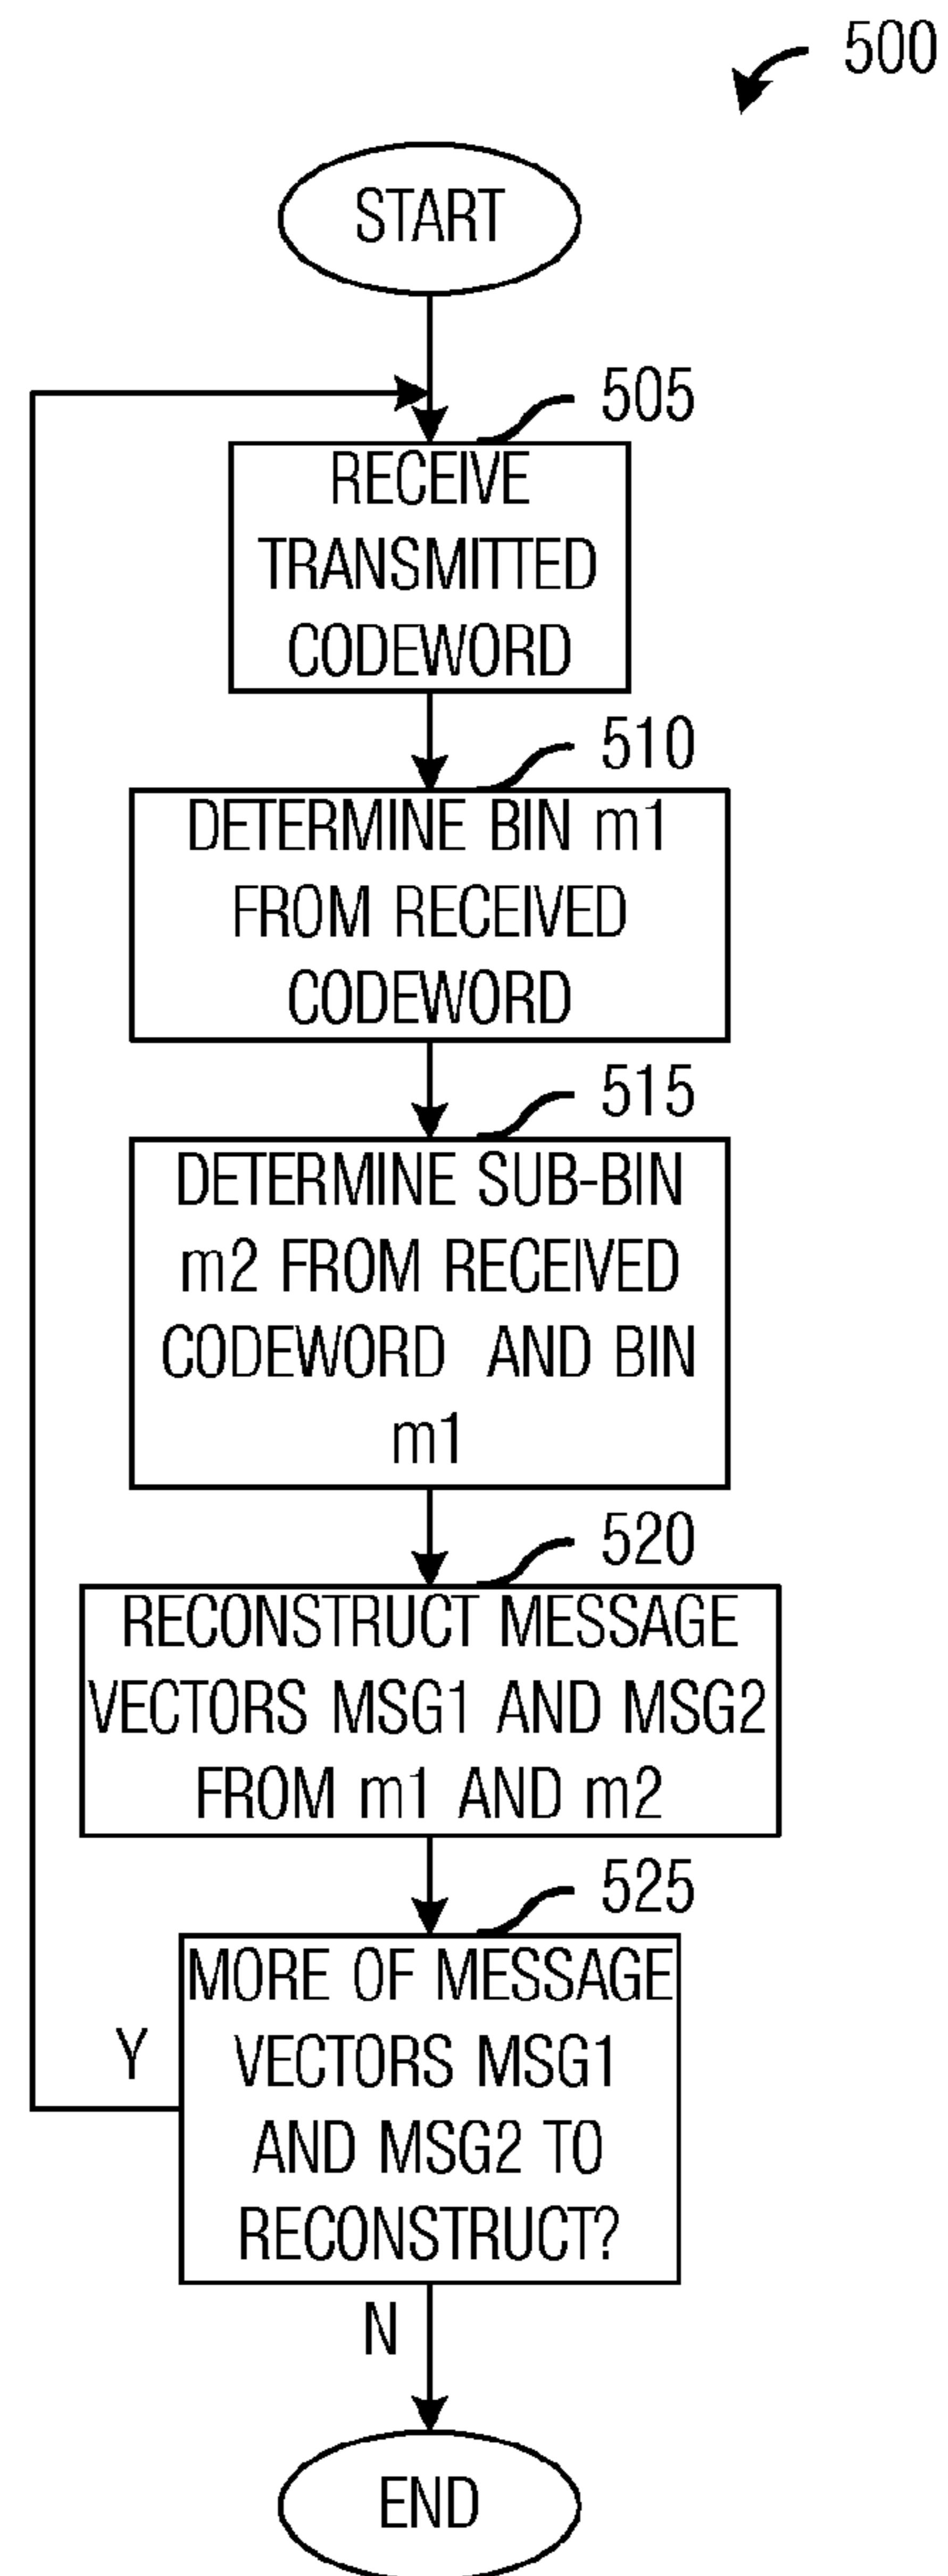 500
START
505
RECEIVE
TRANSMITTED
CODEWORD
510
DETERMINE BIN m1
FROM RECEIVED
CODEWORD
515
DETERMINE SUB-BIN
m2 FROM RECEIVED
CODEWORD AND BIN
m1
520
RECONSTRUCT MESSAGE
VECTORS MSG1 AND MSG2
FROM m1 AND m2
525
MORE OF MESSAGE
VECTORS MSG1
AND MSG2 TO
RECONSTRUCT?
Y
N
END